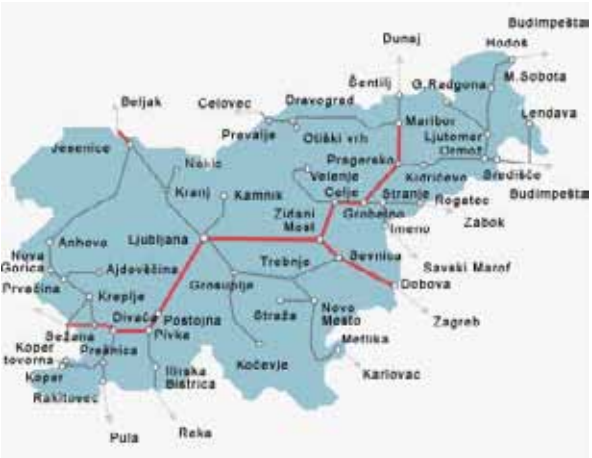 Budimpešta
Dunaj
Hodoš
Šentilj
G.Radgona
M.Sobota
Beljak
Celovec
Dravograd
Lendava
Maribor
Prevalje
Otiški vrh
Ljutomer
Jesenice
Ormož
Pragersko
Naklo
Velenje
Kidričevo
Središče
Kranj
Kamnik
Celje
Stranje
Rogatec
Budimpešta
Zidani
Most
Grobelno
Zabok
Imeno
Anhovo
Ljubljana
Sevnica
Savski Marof
Nova
Gorica
Ajdovščina
Trebnje
Prvačina
Grosuplje
Dobova
Kreplje
Straža
Novo
Mesto
Zagreb
Divača
Postojna
Sežana
Pivka
Metlika
Koper
tovorna
Prešnica
Kočevje
Karlovac
Koper
Ilirska
Bistrica
Rakitovec
Pula
Reka